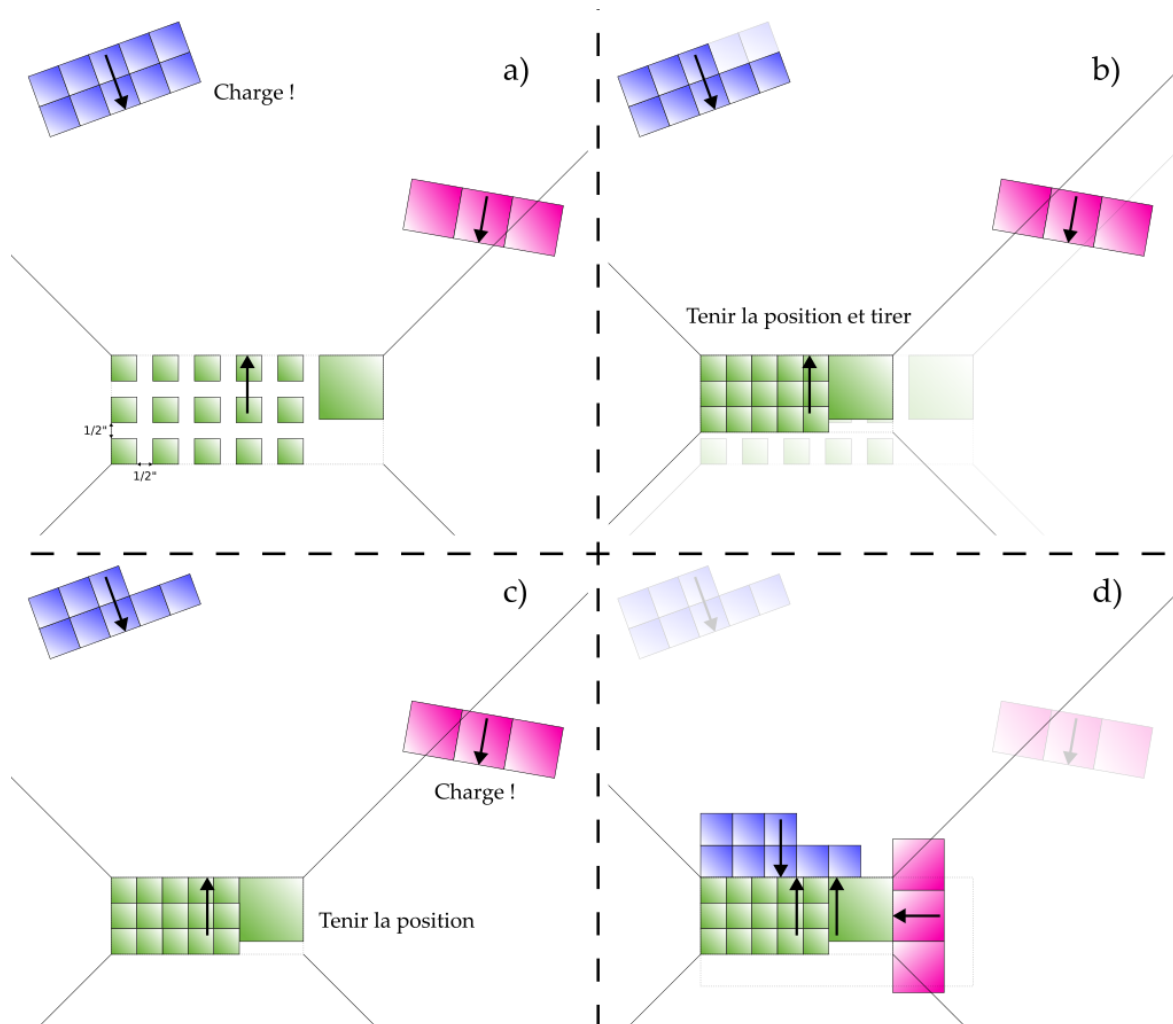 a)
Charge !
1/2"
1/2"
b)
Tenir la position et tirer
c)
Charge !
Tenir la position
d)